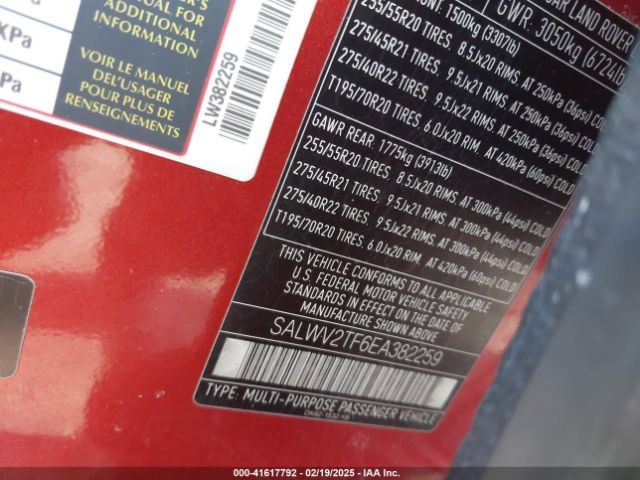 ADDITIONAL
INFORMATION
XPa
VOIR LE MANUEL
DEL'USAGER
POUR PLUS DE
RENSEIGNEMENTS
Pa
LW382259
LAND ROVER
GWR: 3050kg (6724lb
1500kg (3307lb)
255/55R20 TIRES. 8.5Jx20 RIMS. AT 250kPa (36psi) COLD
275/45R21 TIRES. 9.5Jx21 RIMS. AT 250kPa (36psi) COLD
275/40R22 TIRES. 9.5Jx22 RIMS. AT 250kPa (36psi) COLD
T195/70R20 TIRES. 6.0Jx20 RIM. AT 420kPa (60psi) COLD
GAWR REAR: 1775kg (3913lb)
255/55R20 TIRES. 8.5Jx20 RIMS. AT 300kPa (44psi) COLD
275/45R21 TIRES. 9.5Jx21 RIMS. AT 300kPa (44psi) COLD
275/40R22 TIRES. 9.5Jx22 RIMS. AT 300kPa (44psi) COLD
T195/70R20 TIRES. 6.0Jx20 RIM. AT 420kPa (60psi) COLD
THIS VEHICLE CONFORMS TO ALL APPLICABLE
U.S. FEDERAL MOTOR VEHICLE SAFETY
STANDARDS IN EFFECT ON THE DATE OF
MANUFACTURE SHOWN ABOVE.
SALWV2TF6EA382259
TYPE: MULTI-PURPOSE PASSENGER VEHICLE
000-41617792 - 02/19/2025 - IAA Inc.